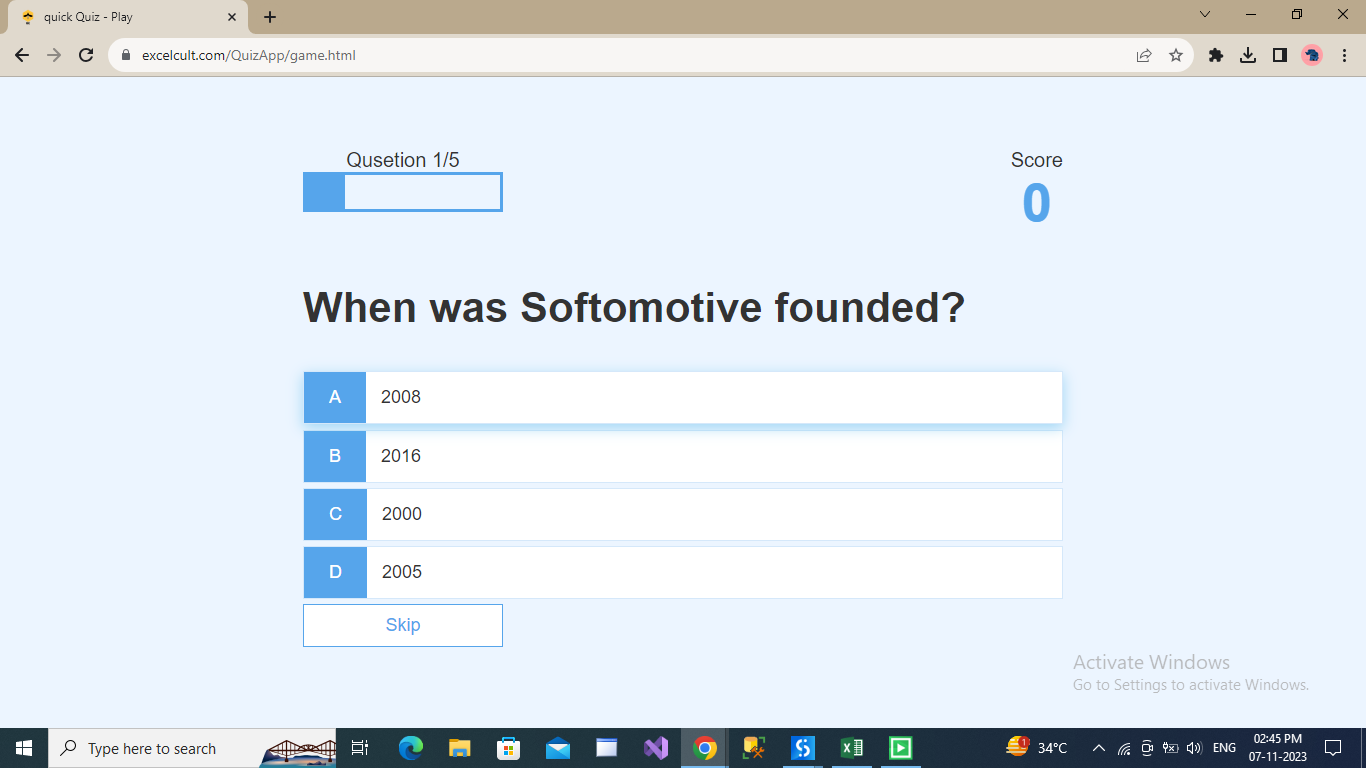 quick Quiz - Play
excelcult.com/QuizApp/game.html
Qusetion 1/5
Score
0
When was Softomotive founded?
A 2008
B 2016
C 2000
D 2005
Skip
Activate Windows
Go to Settings to activate Windows.
Type here to search
1
34°C
ENG
02:45 PM
07-11-2023